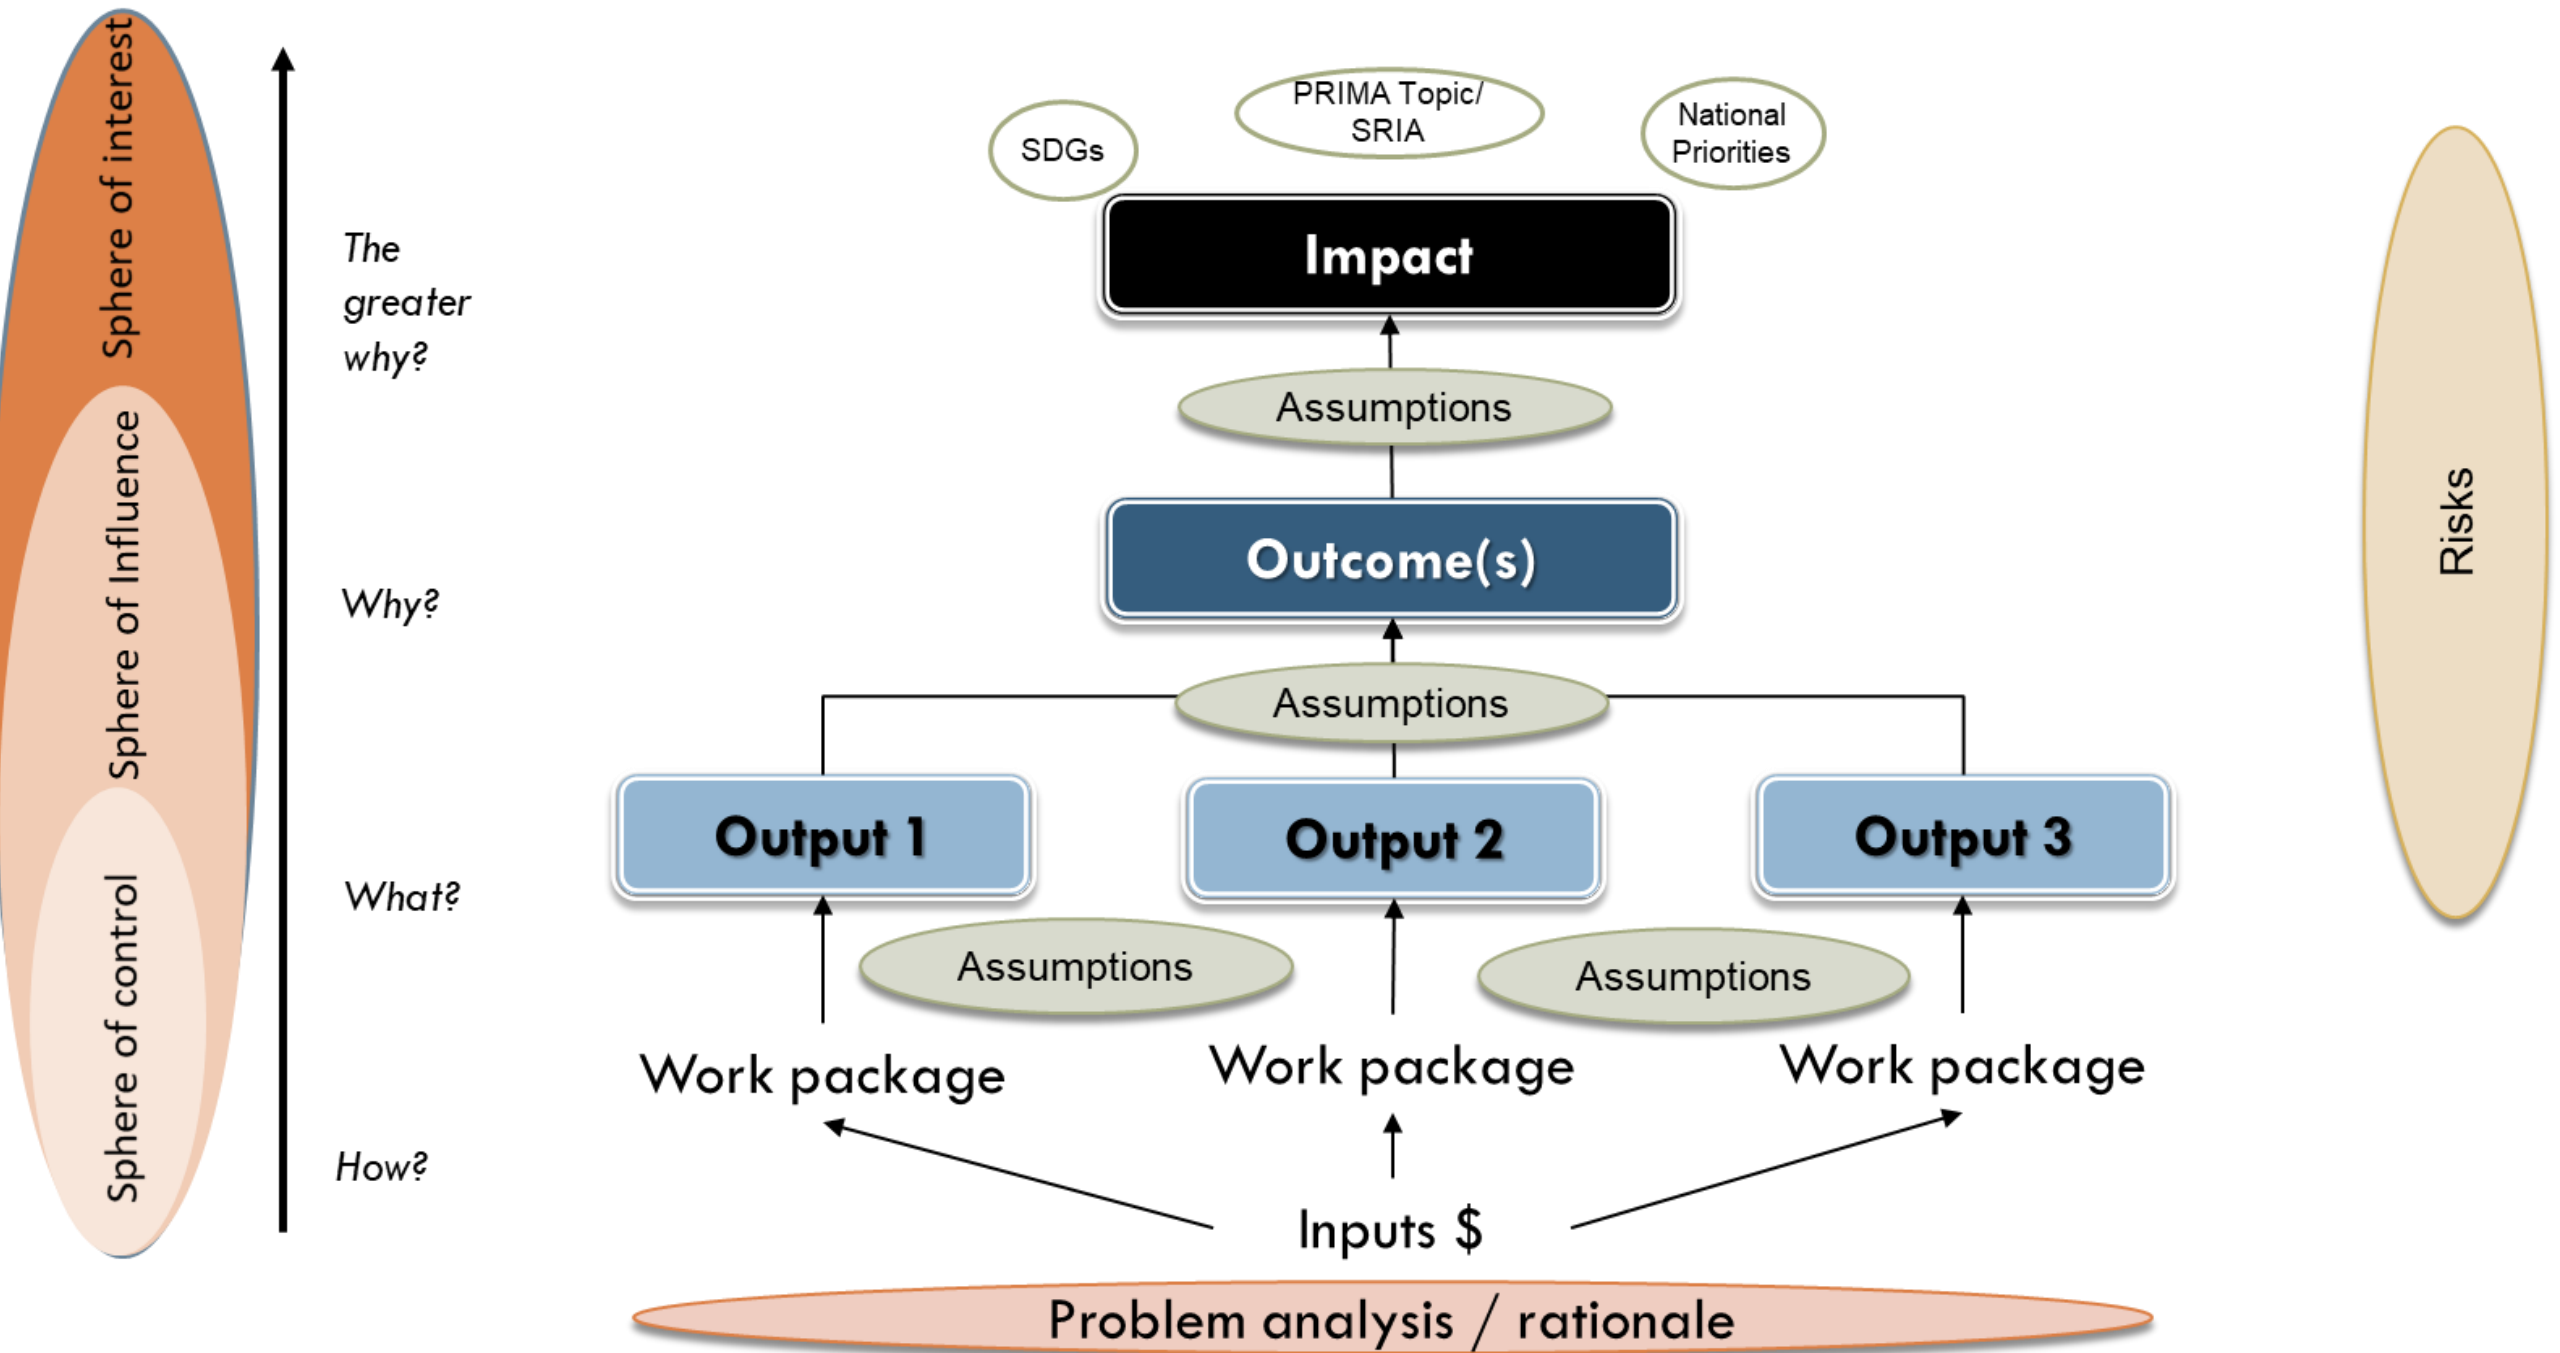 Sphere of interest
Sphere of Influence
Sphere of control
The
greater
why?
Why?
What?
How?
SDGs
PRIMA Topic/
SRIA
National
Priorities
Impact
Assumptions
Outcome(s)
Assumptions
Output 1
Output 2
Output 3
Assumptions
Assumptions
Work package
Work package
Work package
Inputs $
Problem analysis / rationale
Risks